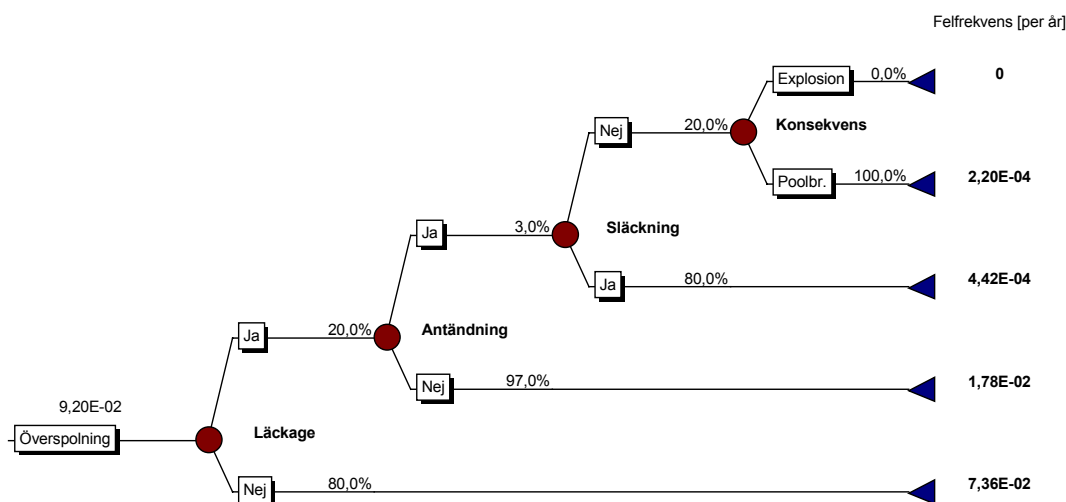 Felfrekvens [per år]
Explosion 0,0% 0
Nej 20,0% Konsekvens
Poolbr. 100,0% 2,20E-04
Ja 3,0% Släckning
Ja 80,0% 4,42E-04
Ja 20,0% Antändning
Nej 97,0% 1,78E-02
9,20E-02
Överspolning Läckage
Nej 80,0% 7,36E-02